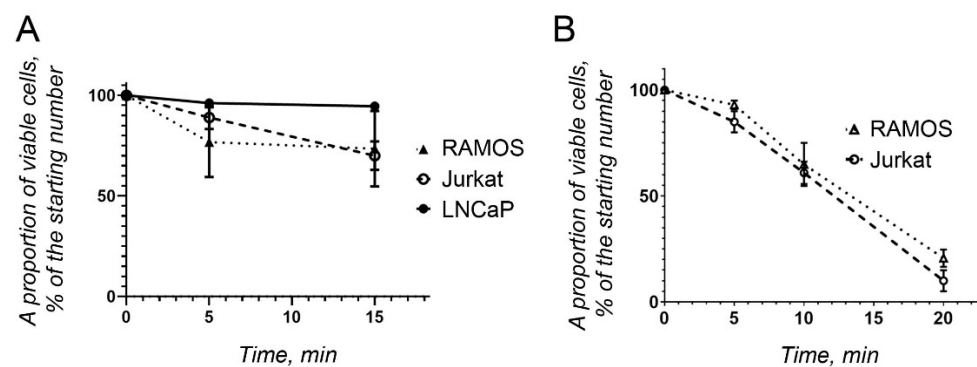 A
A proportion of viable cells,
% of the starting number
100
50
0
0 5 10 15
Time, min
RAMOS
Jurkat
LNCaP
B
A proportion of viable cells,
% of the starting number
100
50
0
0 5 10 15 20
Time, min
RAMOS
Jurkat